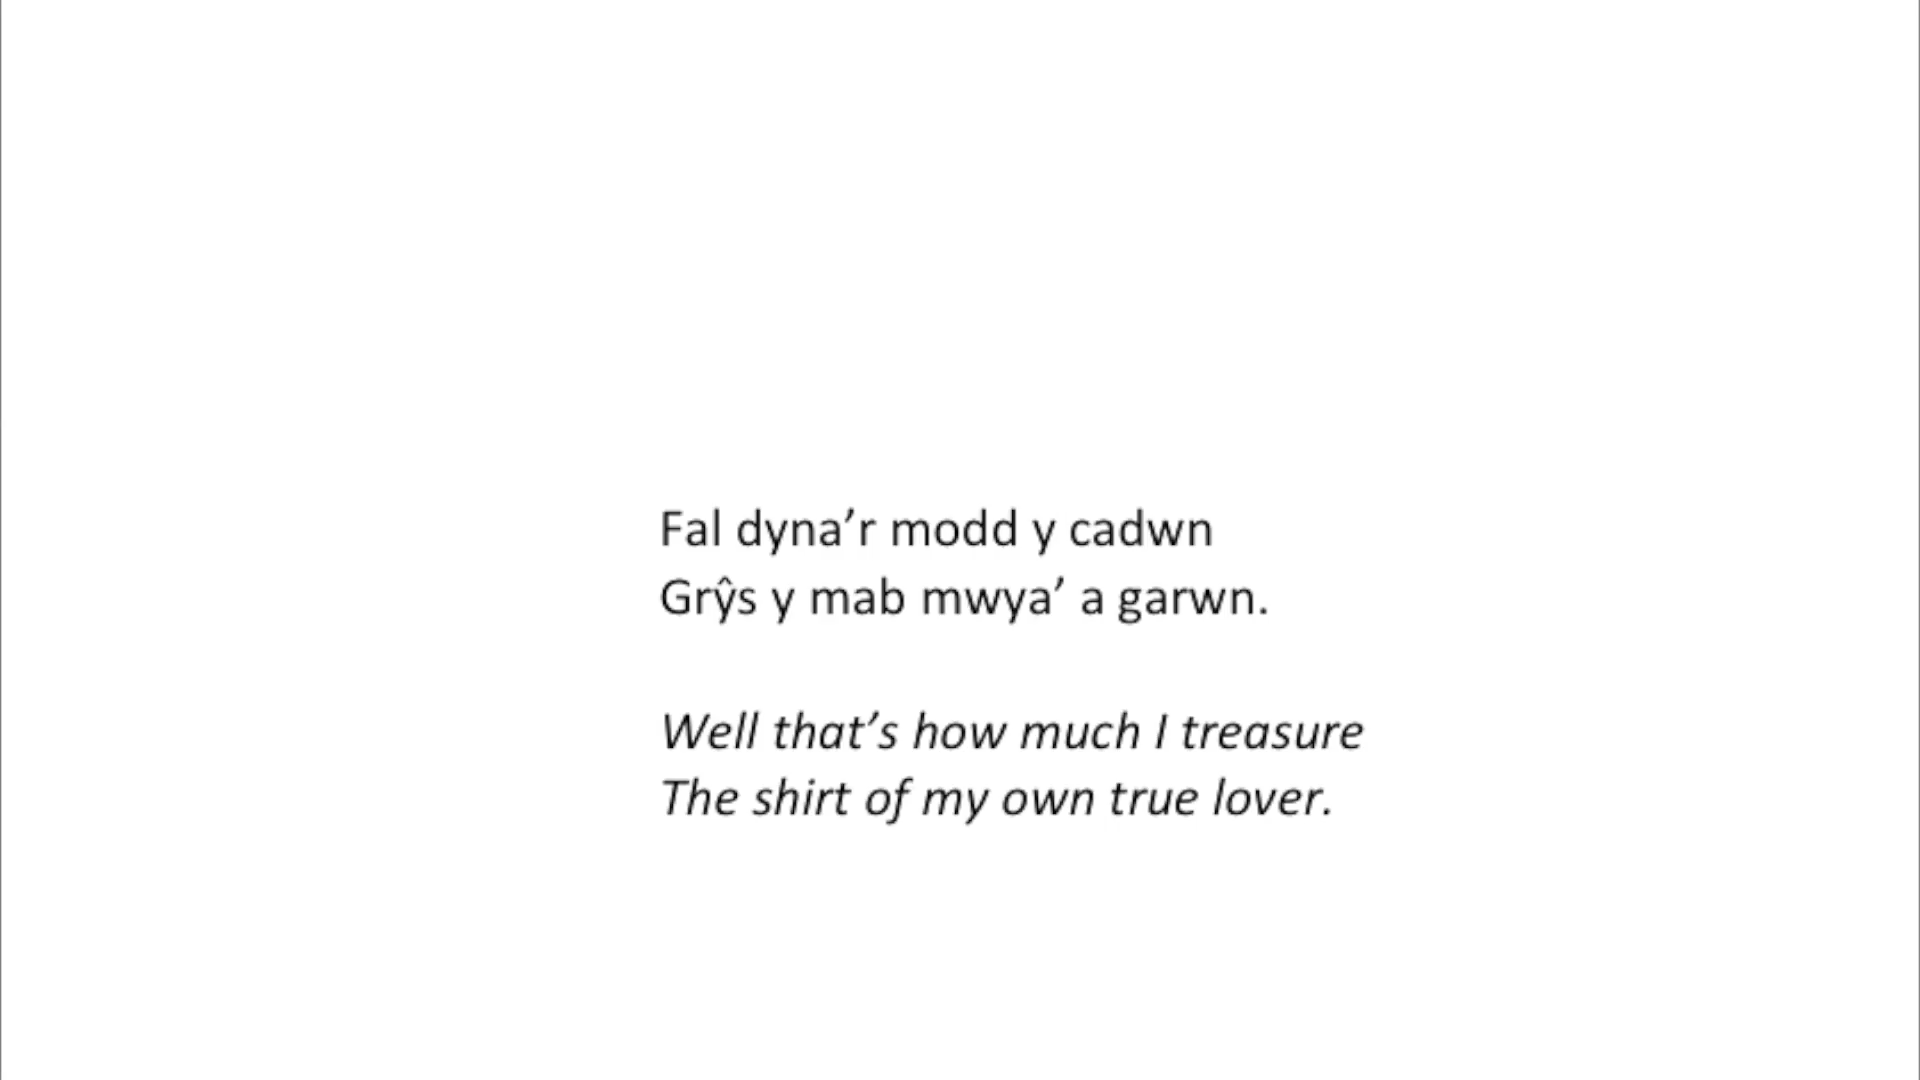 Fal dyna’r modd y cadwn
Grŷs y mab mwya’ a garwn.
Well that’s how much I treasure
The shirt of my own true lover.